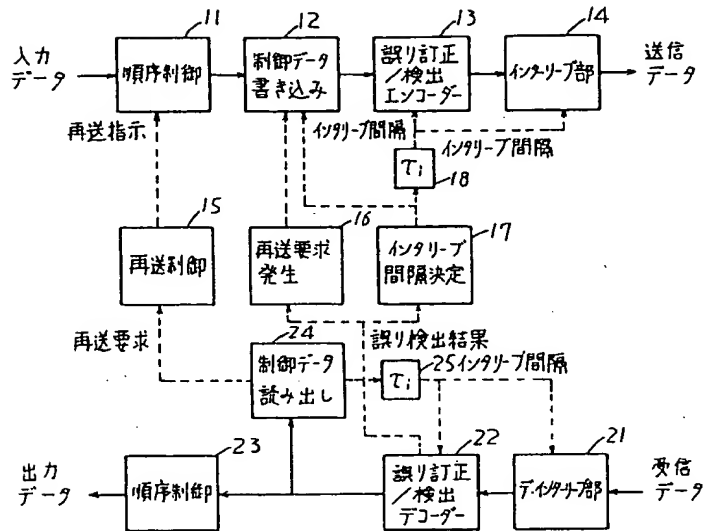 11
12
13
14
入力
データ
順序制御
制御データ
書き込み
誤り訂正
/検出
エンコーダー
インターリーブ部
送信
データ
再送指示
インタリーブ間隔
インタリーブ間隔
τi
18
15
16
17
再送制御
再送要求
発生
インタリーブ
間隔決定
再送要求
24
誤り検出結果
制御データ
読み出し
τi
25
インタリーブ間隔
23
22
21
出力
データ
順序制御
誤り訂正
/検出
デコーダー
デ・インタリーブ部
受信
データ